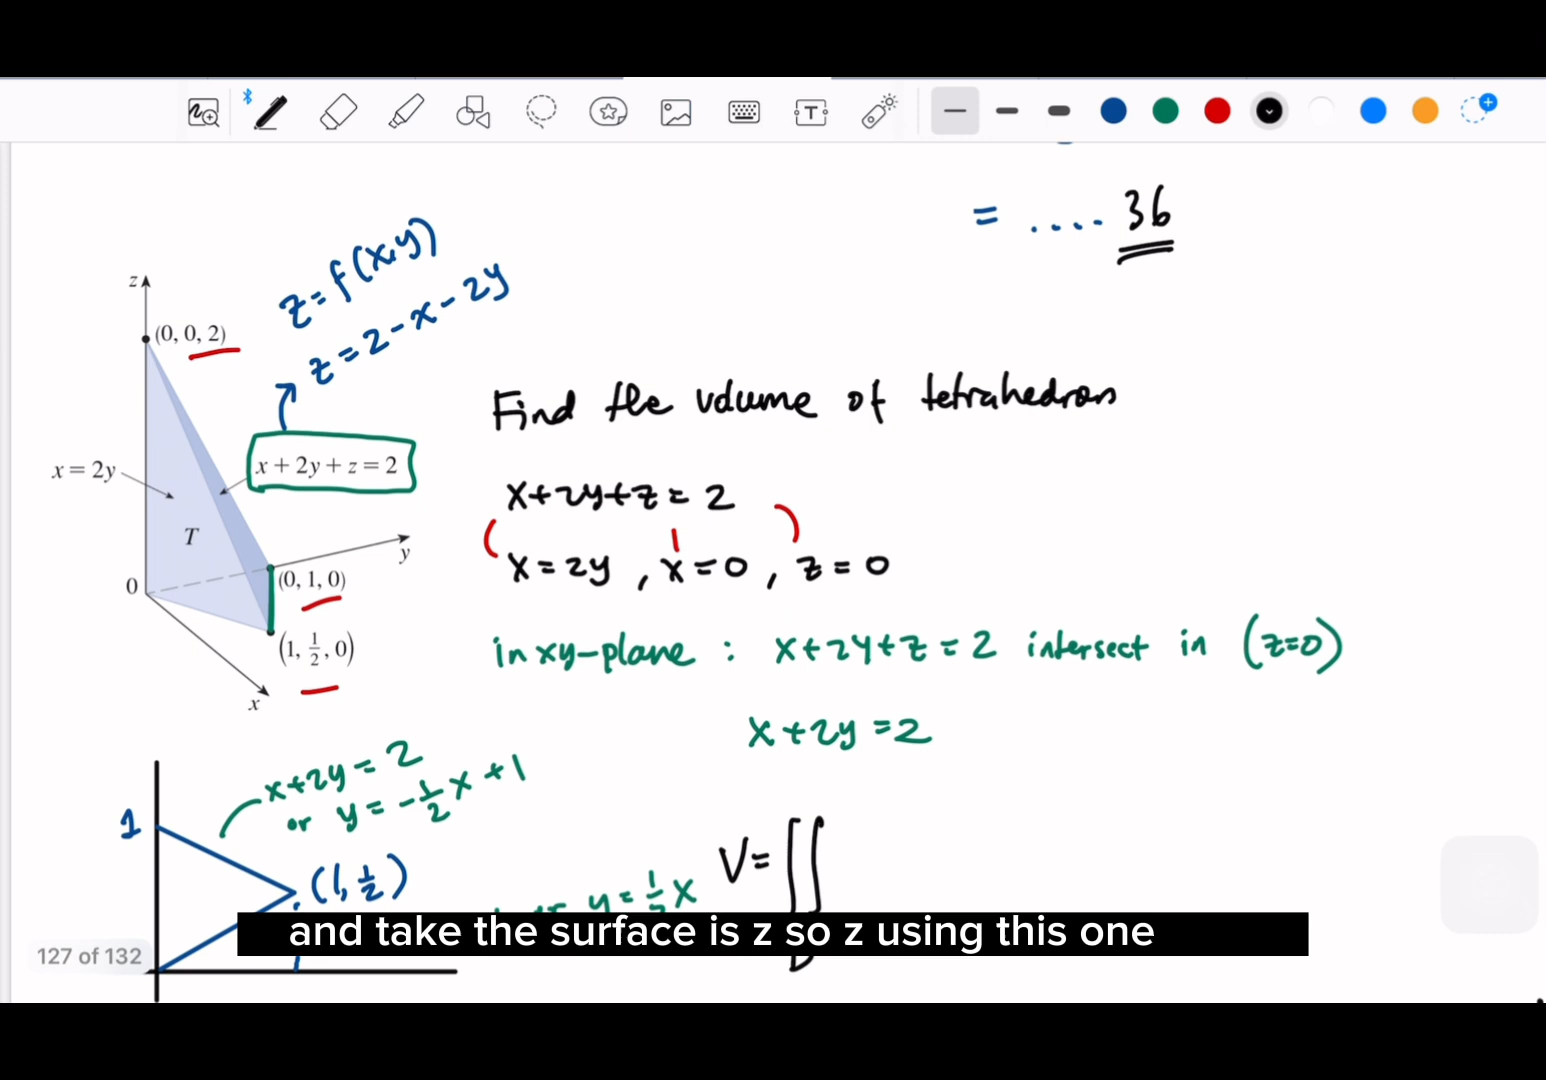 = .... 36
z = f(x,y)
z = 2 - x - 2y
z
(0, 0, 2)
x = 2y
x + 2y + z = 2
T
y
0
(0, 1, 0)
(1, 1/2, 0)
x
Find the volume of tetrahedron
x+2y+z = 2
x = 2y , x = 0 , z = 0
in xy-plane : x+2y+z = 2 intersect in (z=0)
x + 2y = 2
x+2y = 2
or y = -1/2 x + 1
1
(1, 1/2)
y = 1/2 x
V = ∬
D
and take the surface is z so z using this one
127 of 132